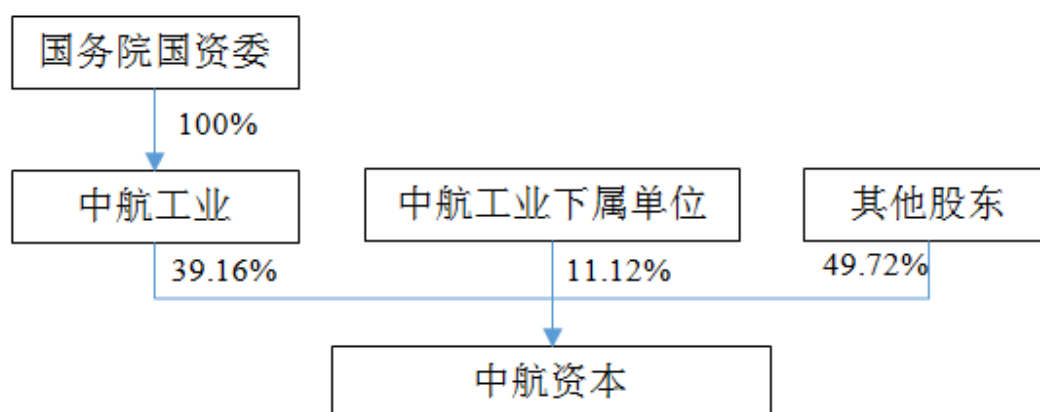 国务院国资委
100%
中航工业
中航工业下属单位
其他股东
39.16%
11.12%
49.72%
中航资本